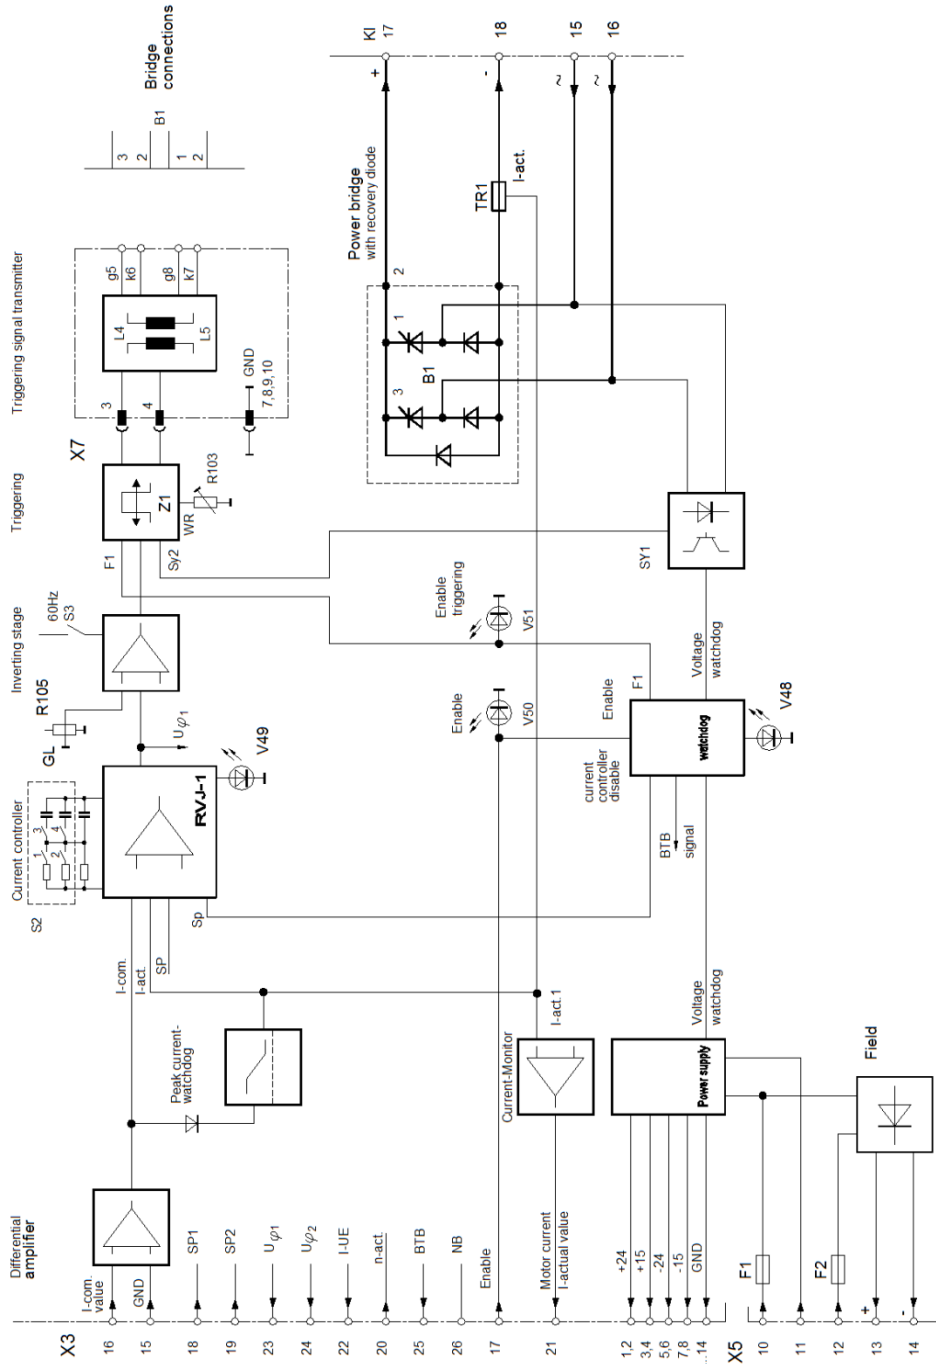 Differential
amplifier
Current controller
Inverting stage
Triggering
Triggering signal transmitter
Bridge
connections
S2
1
2
3
4
GL
R105
60Hz
S3
X7
3
4
L4
L5
g5
k6
g8
k7
3
2
1
2
B1
I-com.
value
GND
I-com.
I-act.
SP
Sp
RVJ-1
V49
Uφ1
F1
Sy2
Z1
WR
R103
GND
7,8,9,10
X3
16
15
18
19
23
24
22
20
25
26
17
21
SP1
SP2
Uφ1
Uφ2
I-UE
n-act.
BTB
NB
Enable
Motor current
I-actual value
Peak current-
watchdog
Current-Monitor
I-act.1
Enable
V50
Enable
triggering
V51
Power bridge
with recovery diode
B1
3
1
2
TR1
I-act.
KI
17
18
15
16
+
-
~
~
1,2
3,4
5,6
7,8
...14
+24
+15
-24
-15
GND
Power supply
Voltage
watchdog
BTB
signal
current
controller
disable
Enable
F1
watchdog
V48
Voltage
watchdog
SY1
X5
10
11
12
13
14
F1
F2
+
-
Field